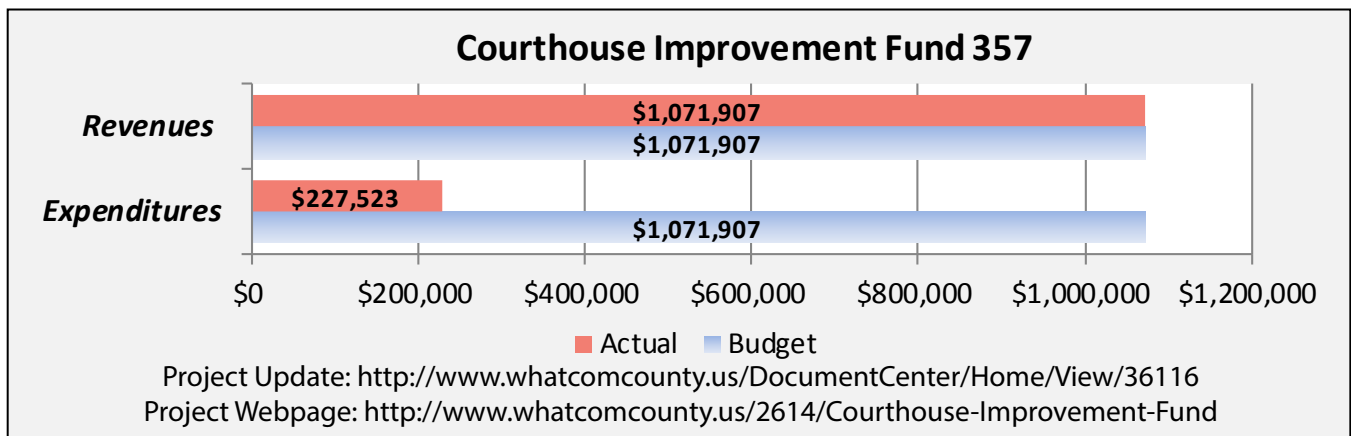 Courthouse Improvement Fund 357
Revenues
$1,071,907
$1,071,907
Expenditures
$227,523
$1,071,907
$0 $200,000 $400,000 $600,000 $800,000 $1,000,000 $1,200,000
Actual Budget
Project Update: http://www.whatcomcounty.us/DocumentCenter/Home/View/36116
Project Webpage: http://www.whatcomcounty.us/2614/Courthouse-Improvement-Fund